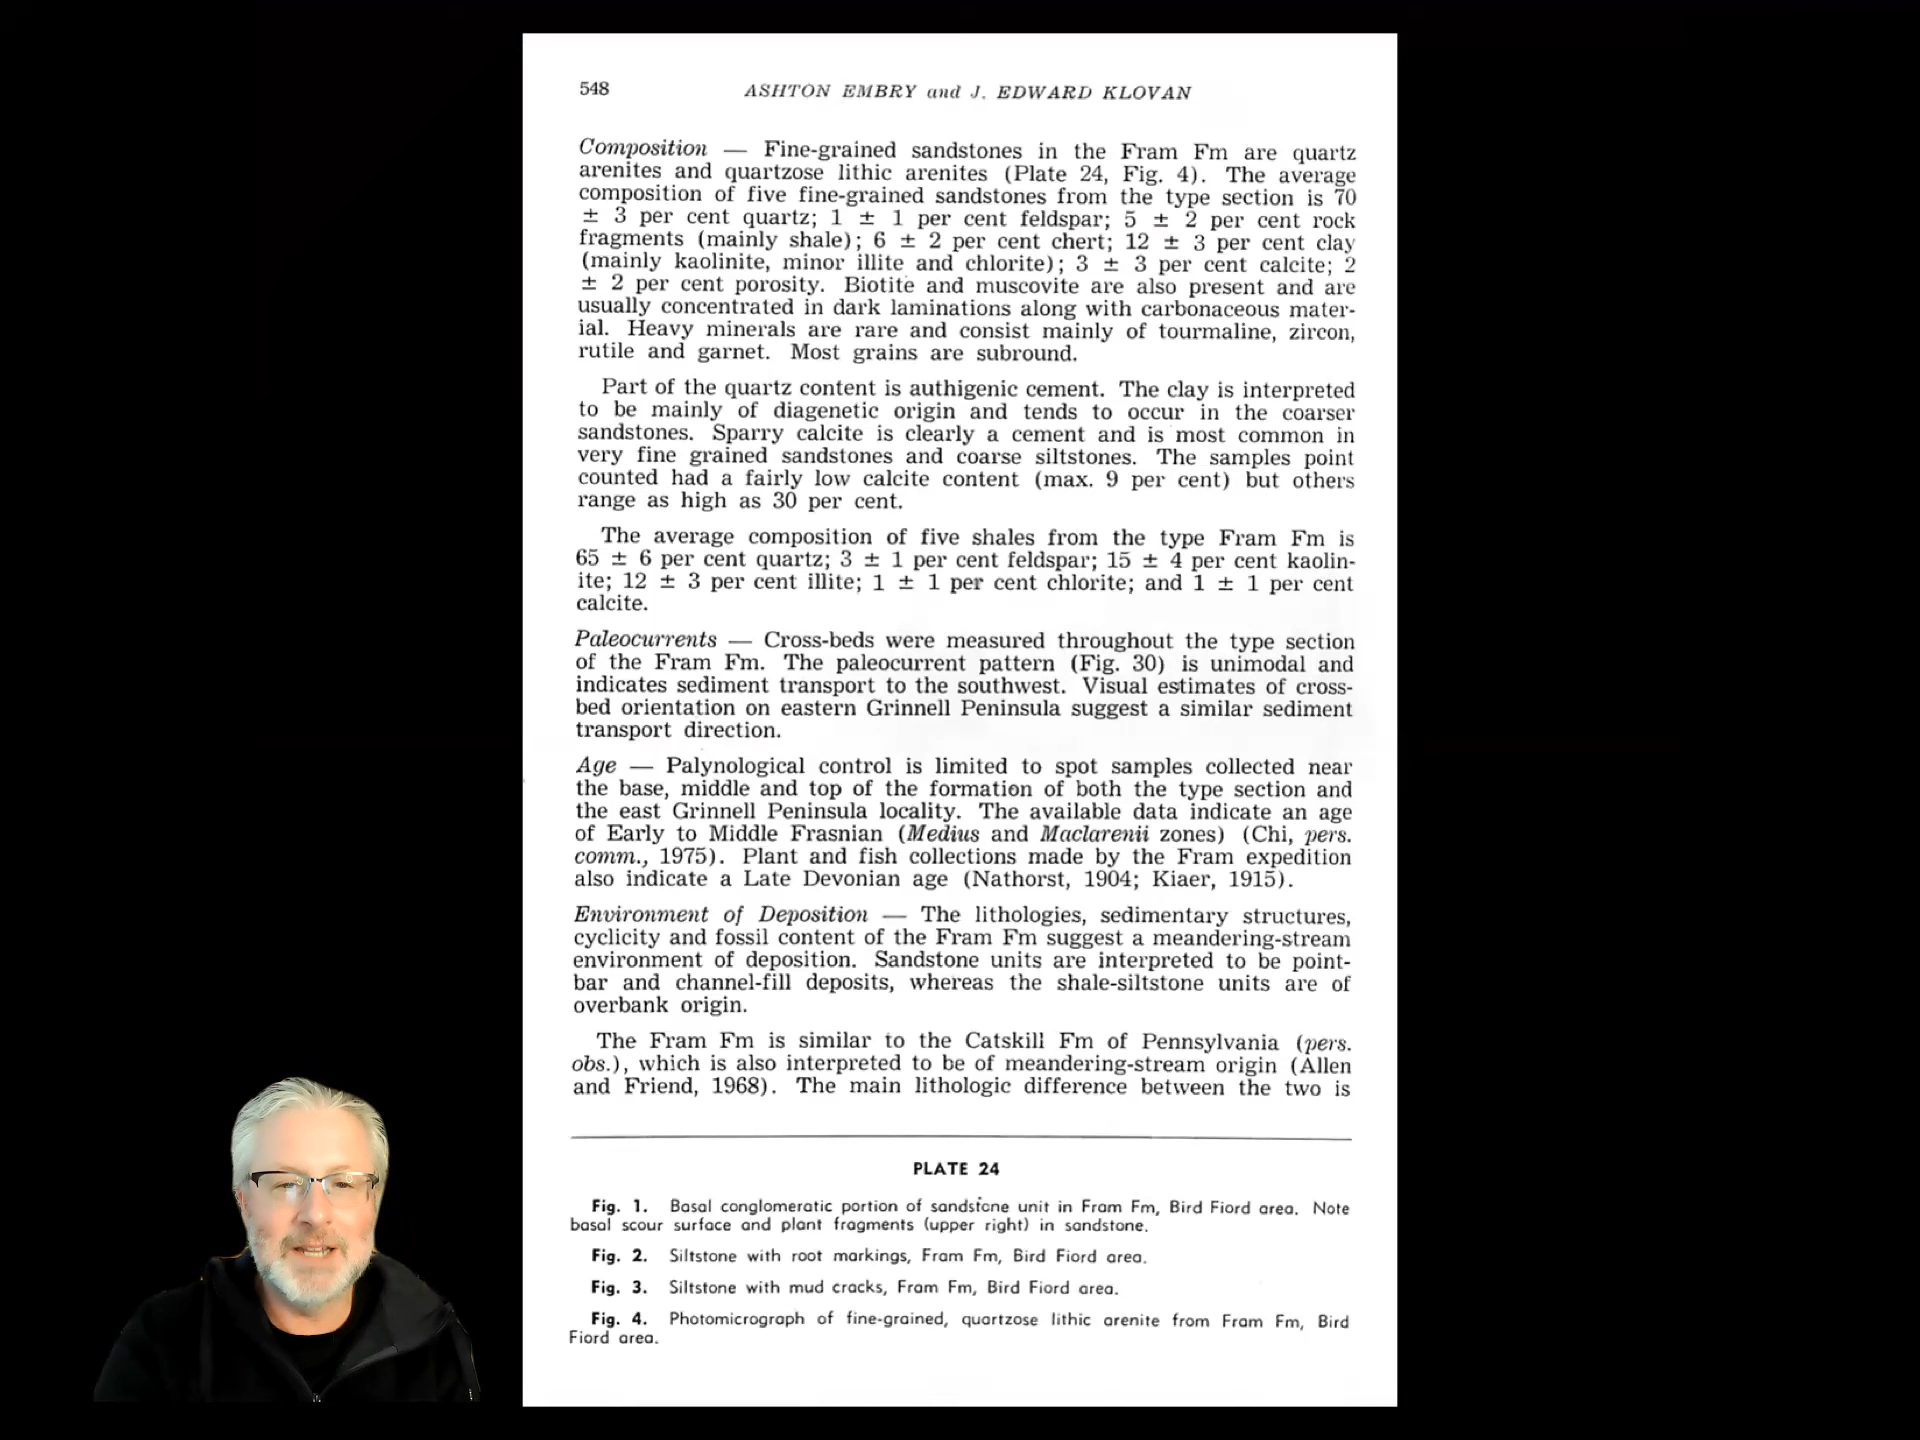 548 ASHTON EMBRY and J. EDWARD KLOVAN
Composition — Fine-grained sandstones in the Fram Fm are quartz
arenites and quartzose lithic arenites (Plate 24, Fig. 4). The average
composition of five fine-grained sandstones from the type section is 70
± 3 per cent quartz; 1 ± 1 per cent feldspar; 5 ± 2 per cent rock
fragments (mainly shale); 6 ± 2 per cent chert; 12 ± 3 per cent clay
(mainly kaolinite, minor illite and chlorite); 3 ± 3 per cent calcite; 2
± 2 per cent porosity. Biotite and muscovite are also present and are
usually concentrated in dark laminations along with carbonaceous mater-
ial. Heavy minerals are rare and consist mainly of tourmaline, zircon,
rutile and garnet. Most grains are subround.
Part of the quartz content is authigenic cement. The clay is interpreted
to be mainly of diagenetic origin and tends to occur in the coarser
sandstones. Sparry calcite is clearly a cement and is most common in
very fine grained sandstones and coarse siltstones. The samples point
counted had a fairly low calcite content (max. 9 per cent) but others
range as high as 30 per cent.
The average composition of five shales from the type Fram Fm is
65 ± 6 per cent quartz; 3 ± 1 per cent feldspar; 15 ± 4 per cent kaolin-
ite; 12 ± 3 per cent illite; 1 ± 1 per cent chlorite; and 1 ± 1 per cent
calcite.
Paleocurrents — Cross-beds were measured throughout the type section
of the Fram Fm. The paleocurrent pattern (Fig. 30) is unimodal and
indicates sediment transport to the southwest. Visual estimates of cross-
bed orientation on eastern Grinnell Peninsula suggest a similar sediment
transport direction.
Age — Palynological control is limited to spot samples collected near
the base, middle and top of the formation of both the type section and
the east Grinnell Peninsula locality. The available data indicate an age
of Early to Middle Frasnian (Medius and Maclarenii zones) (Chi, pers.
comm., 1975). Plant and fish collections made by the Fram expedition
also indicate a Late Devonian age (Nathorst, 1904; Kiaer, 1915).
Environment of Deposition — The lithologies, sedimentary structures,
cyclicity and fossil content of the Fram Fm suggest a meandering-stream
environment of deposition. Sandstone units are interpreted to be point-
bar and channel-fill deposits, whereas the shale-siltstone units are of
overbank origin.
The Fram Fm is similar to the Catskill Fm of Pennsylvania (pers.
obs.), which is also interpreted to be of meandering-stream origin (Allen
and Friend, 1968). The main lithologic difference between the two is
PLATE 24
Fig. 1. Basal conglomeratic portion of sandstone unit in Fram Fm, Bird Fiord area. Note
basal scour surface and plant fragments (upper right) in sandstone.
Fig. 2. Siltstone with root markings, Fram Fm, Bird Fiord area.
Fig. 3. Siltstone with mud cracks, Fram Fm, Bird Fiord area.
Fig. 4. Photomicrograph of fine-grained, quartzose lithic arenite from Fram Fm, Bird
Fiord area.